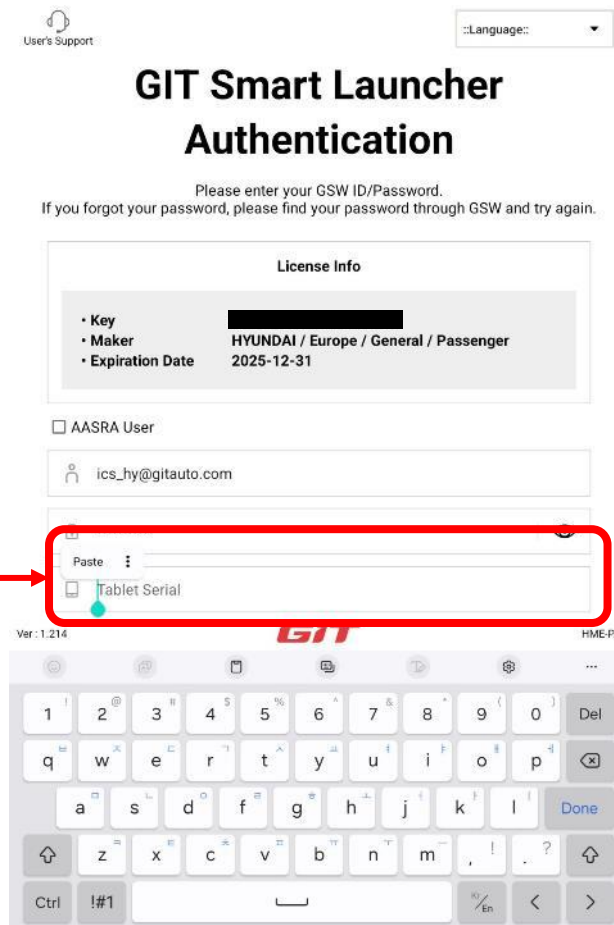 User's Support
::Language::
GIT Smart Launcher
Authentication
Please enter your GSW ID/Password.
If you forgot your password, please find your password through GSW and try again.
License Info
• Key
• Maker HYUNDAI / Europe / General / Passenger
• Expiration Date 2025-12-31
AASRA User
ics_hy@gitauto.com
Paste
Tablet Serial
Ver : 1.214 GIT HME-P
1 ! 2 @ 3 # 4 $ 5 % 6 ^ 7 & 8 * 9 ( 0 ) Del
q ㅂ w ㅈ e ㄷ r ㄱ t ㅅ y ㅛ u ㅕ i ㅑ o ㅐ p ㅔ
a ㅁ s ㄴ d ㅇ f ㄹ g ㅎ h ㅗ j ㅓ k ㅏ l ㅣ Done
z ㅋ x ㅌ c ㅊ v ㅍ b ㅠ n ㅜ m ㅡ , ! . ?
Ctrl !#1 한/En < >